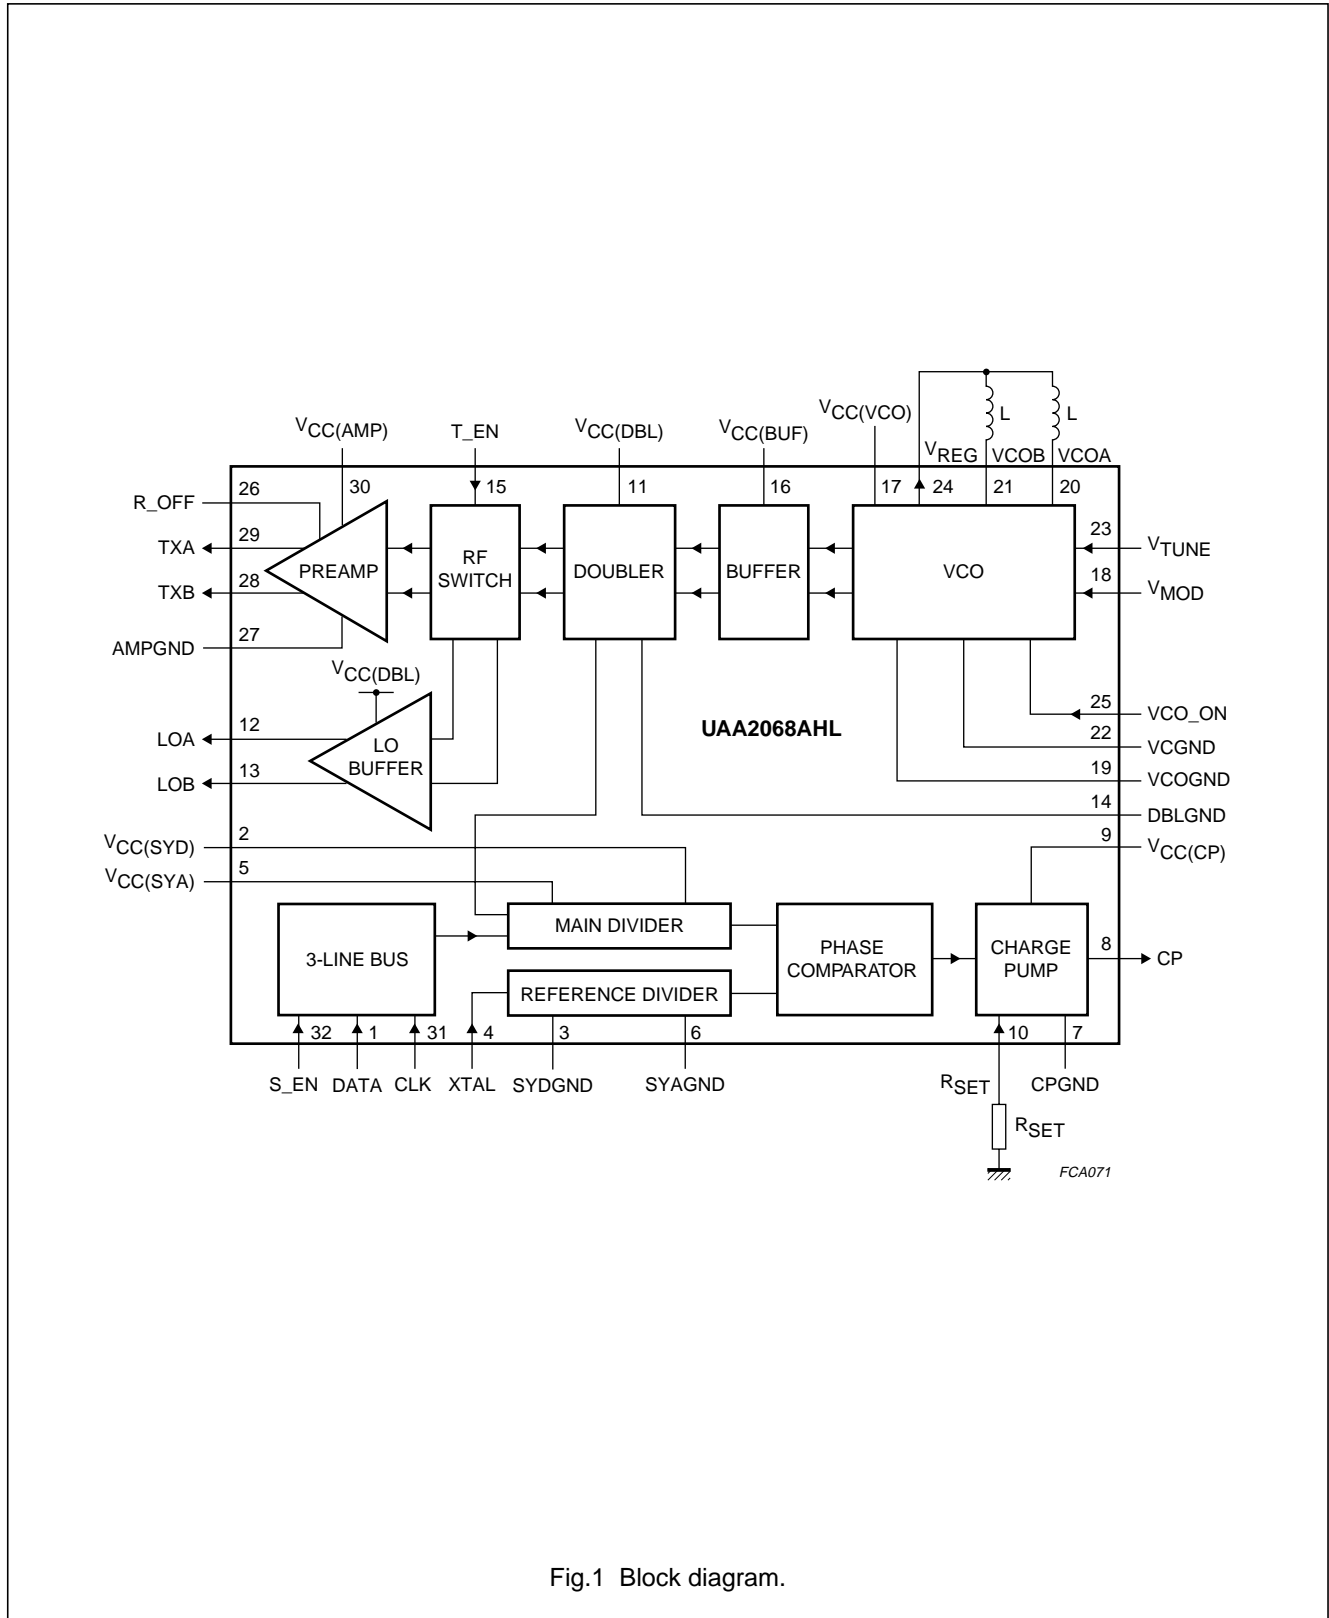 VCC(VCO)
L
L
VCC(AMP)
T_EN
VCC(DBL)
VCC(BUF)
VREG
VCOB
VCOA
30
15
11
16
17
24
21
20
R_OFF
26
TXA
29
TXB
28
AMPGND
27
PREAMP
RF
SWITCH
DOUBLER
BUFFER
VCO
23
VTUNE
18
VMOD
VCC(DBL)
LOA
12
LOB
13
LO
BUFFER
UAA2068AHL
25
VCO_ON
22
VCGND
19
VCOGND
14
DBLGND
9
VCC(CP)
VCC(SYD)
2
VCC(SYA)
5
3-LINE BUS
MAIN DIVIDER
REFERENCE DIVIDER
PHASE
COMPARATOR
CHARGE
PUMP
8
CP
32
1
31
4
3
6
10
7
S_EN
DATA
CLK
XTAL
SYDGND
SYAGND
RSET
CPGND
RSET
FCA071
Fig.1 Block diagram.